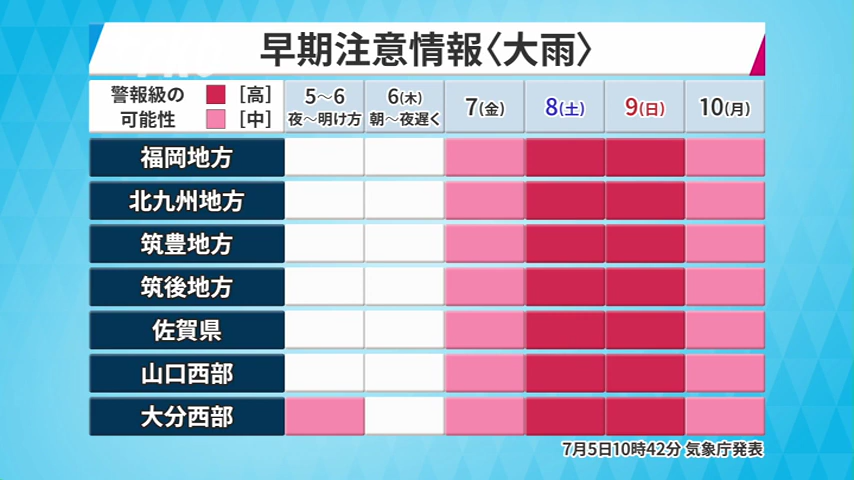 早期注意情報〈大雨〉
警報級の
可能性
[高]
[中]
5～6
夜～明け方
6(木)
朝～夜遅く
7(金)
8(土)
9(日)
10(月)
福岡地方
北九州地方
筑豊地方
筑後地方
佐賀県
山口西部
大分西部
7月5日10時42分 気象庁発表